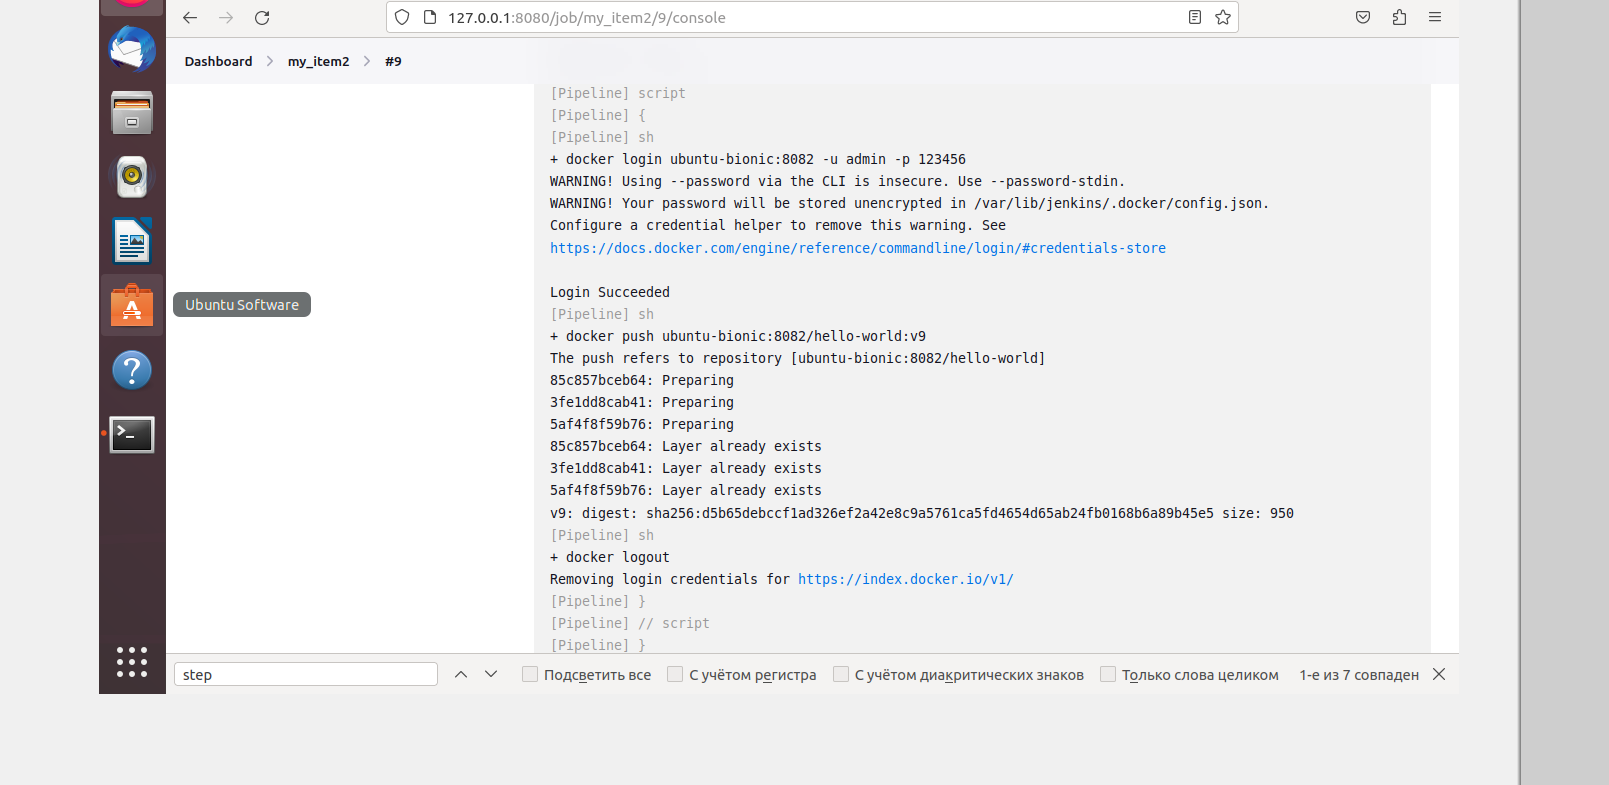 127.0.0.1:8080/job/my_item2/9/console
Dashboard > my_item2 > #9
[Pipeline] script
[Pipeline] {
[Pipeline] sh
+ docker login ubuntu-bionic:8082 -u admin -p 123456
WARNING! Using --password via the CLI is insecure. Use --password-stdin.
WARNING! Your password will be stored unencrypted in /var/lib/jenkins/.docker/config.json.
Configure a credential helper to remove this warning. See
https://docs.docker.com/engine/reference/commandline/login/#credentials-store
Login Succeeded
Ubuntu Software
[Pipeline] sh
+ docker push ubuntu-bionic:8082/hello-world:v9
The push refers to repository [ubuntu-bionic:8082/hello-world]
85c857bceb64: Preparing
3fe1dd8cab41: Preparing
5af4f8f59b76: Preparing
85c857bceb64: Layer already exists
3fe1dd8cab41: Layer already exists
5af4f8f59b76: Layer already exists
v9: digest: sha256:d5b65debccf1ad326ef2a42e8c9a5761ca5fd4654d65ab24fb0168b6a89b45e5 size: 950
[Pipeline] sh
+ docker logout
Removing login credentials for https://index.docker.io/v1/
[Pipeline] }
[Pipeline] // script
[Pipeline] }
step Подсветить все С учётом регистра С учётом диакритических знаков Только слова целиком 1-е из 7 совпаден